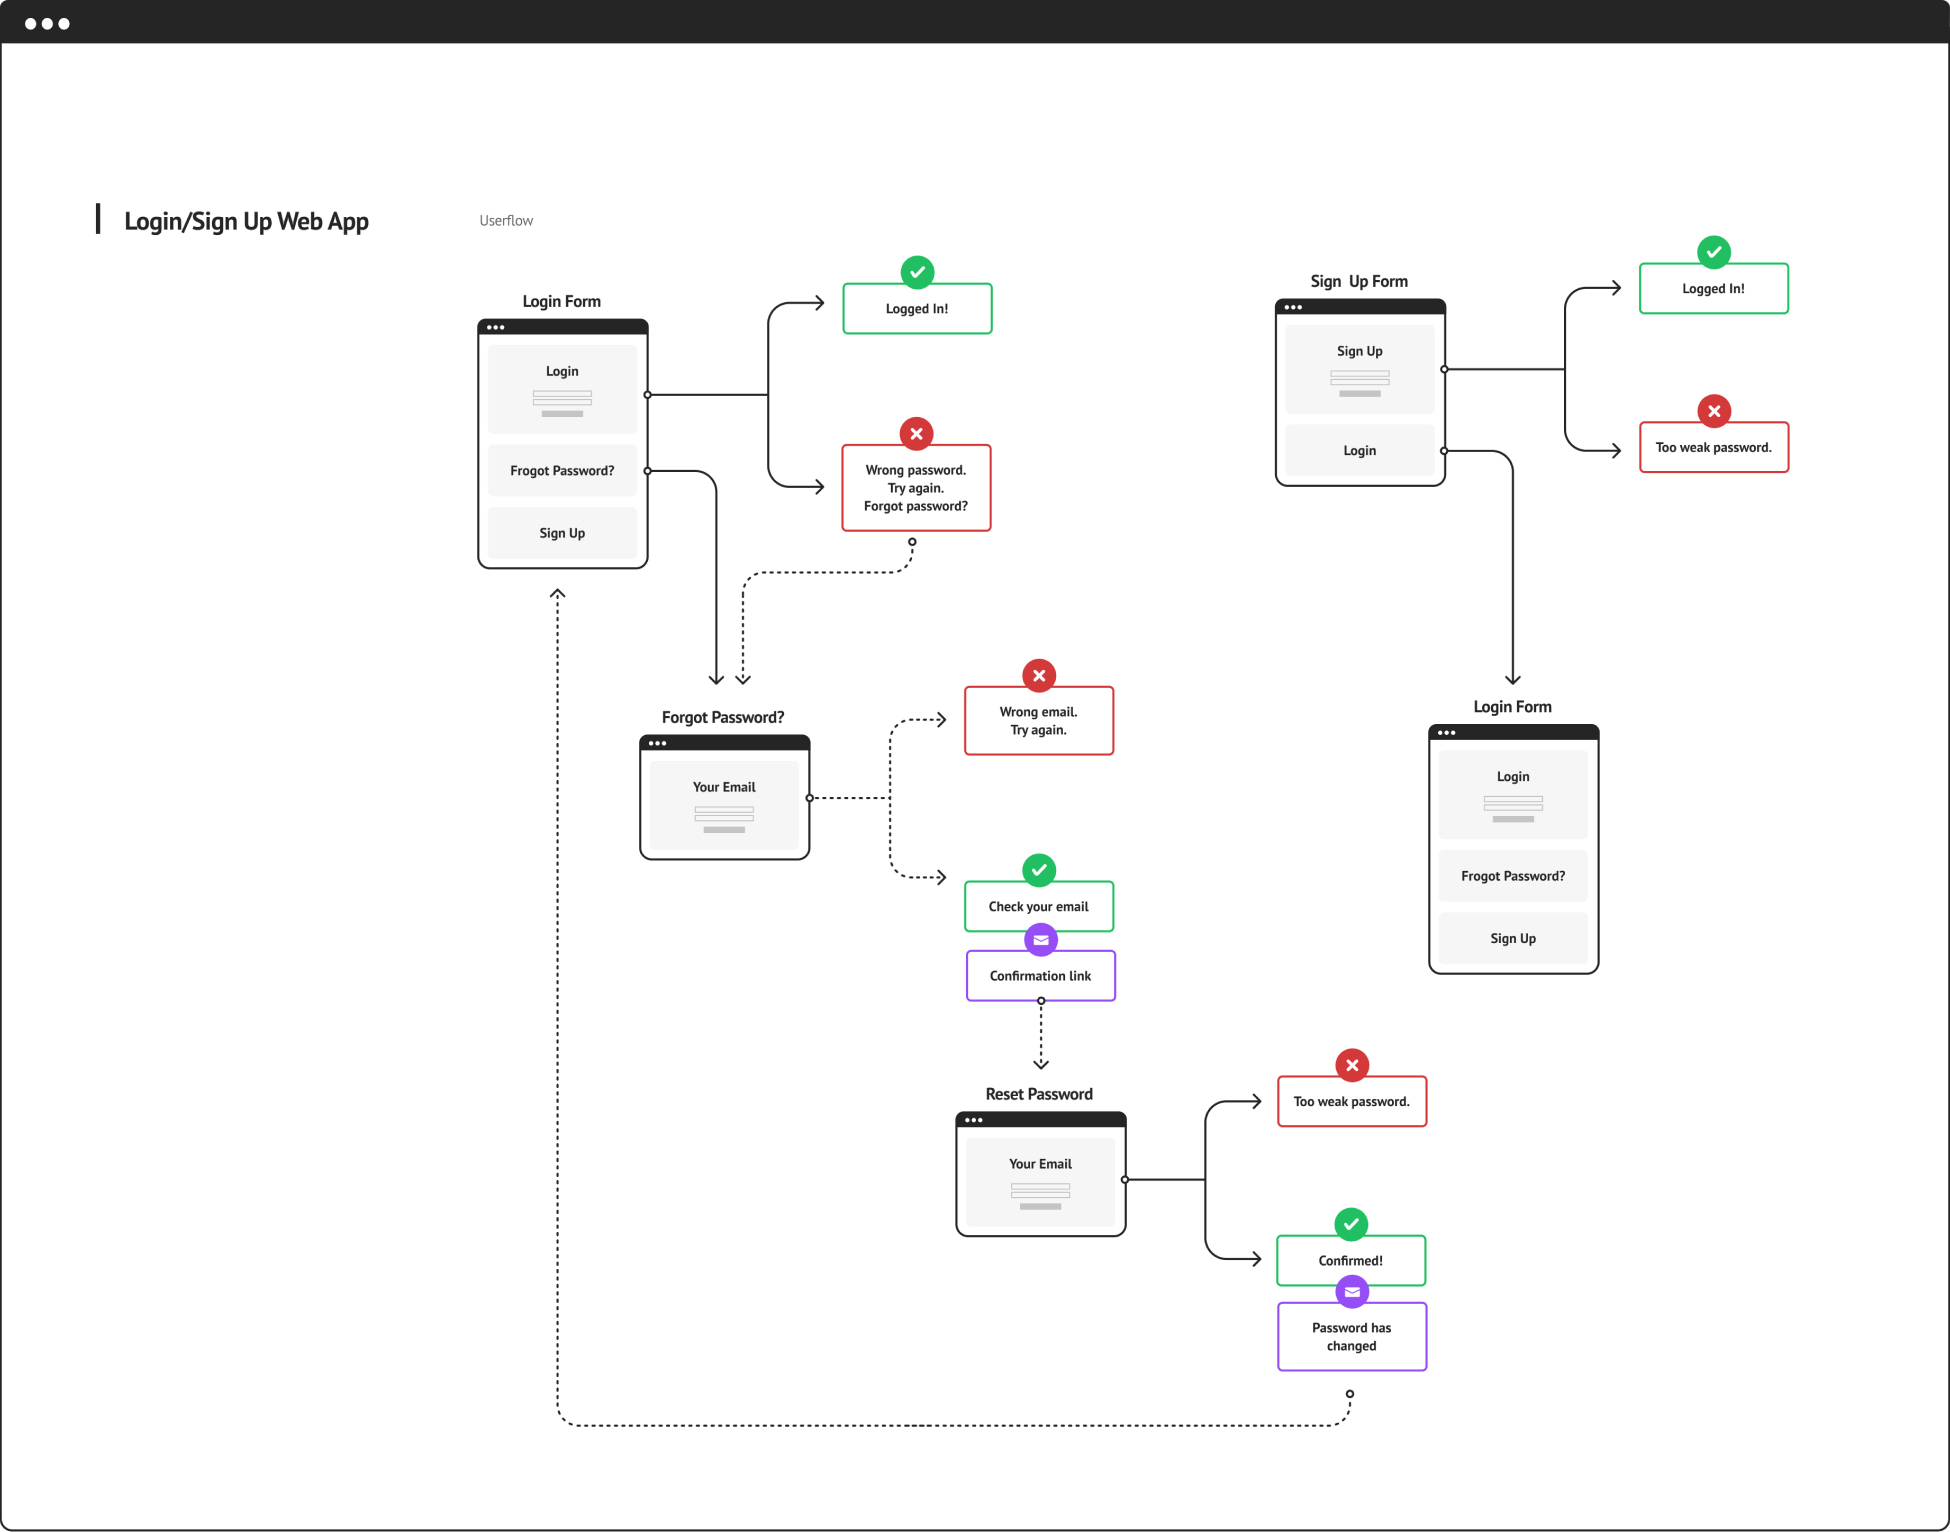 Login/Sign Up Web App
Userflow
Login Form
Login
Frogot Password?
Sign Up
Logged In!
Wrong password.
Try again.
Forgot password?
Sign  Up Form
Sign Up
Login
Logged In!
Too weak password.
Forgot Password?
Your Email
Wrong email.
Try again.
Check your email
Confirmation link
Login Form
Login
Frogot Password?
Sign Up
Reset Password
Your Email
Too weak password.
Confirmed!
Password has
changed